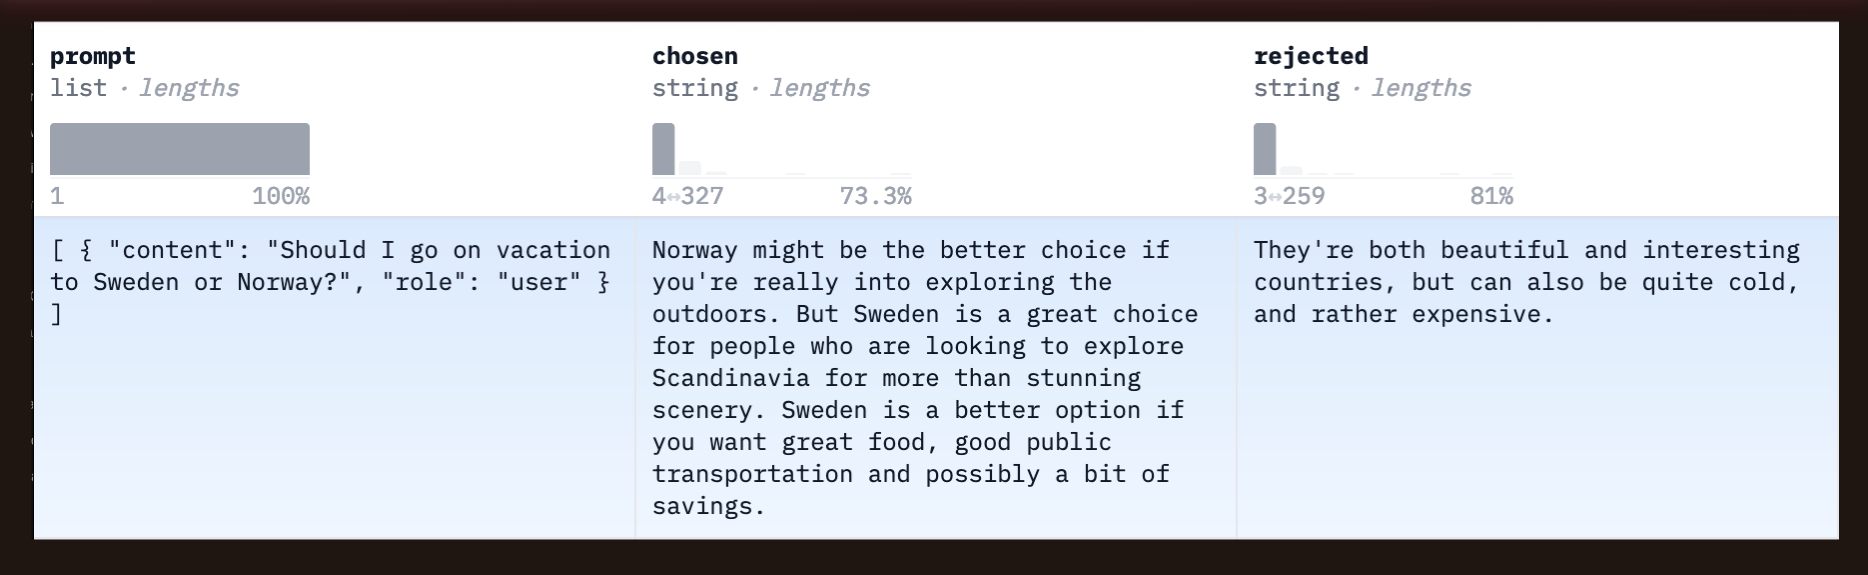 prompt
list · lengths
1 100%
chosen
string · lengths
4↔327 73.3%
rejected
string · lengths
3↔259 81%
[ { "content": "Should I go on vacation
to Sweden or Norway?", "role": "user" }
]
Norway might be the better choice if
you're really into exploring the
outdoors. But Sweden is a great choice
for people who are looking to explore
Scandinavia for more than stunning
scenery. Sweden is a better option if
you want great food, good public
transportation and possibly a bit of
savings.
They're both beautiful and interesting
countries, but can also be quite cold,
and rather expensive.